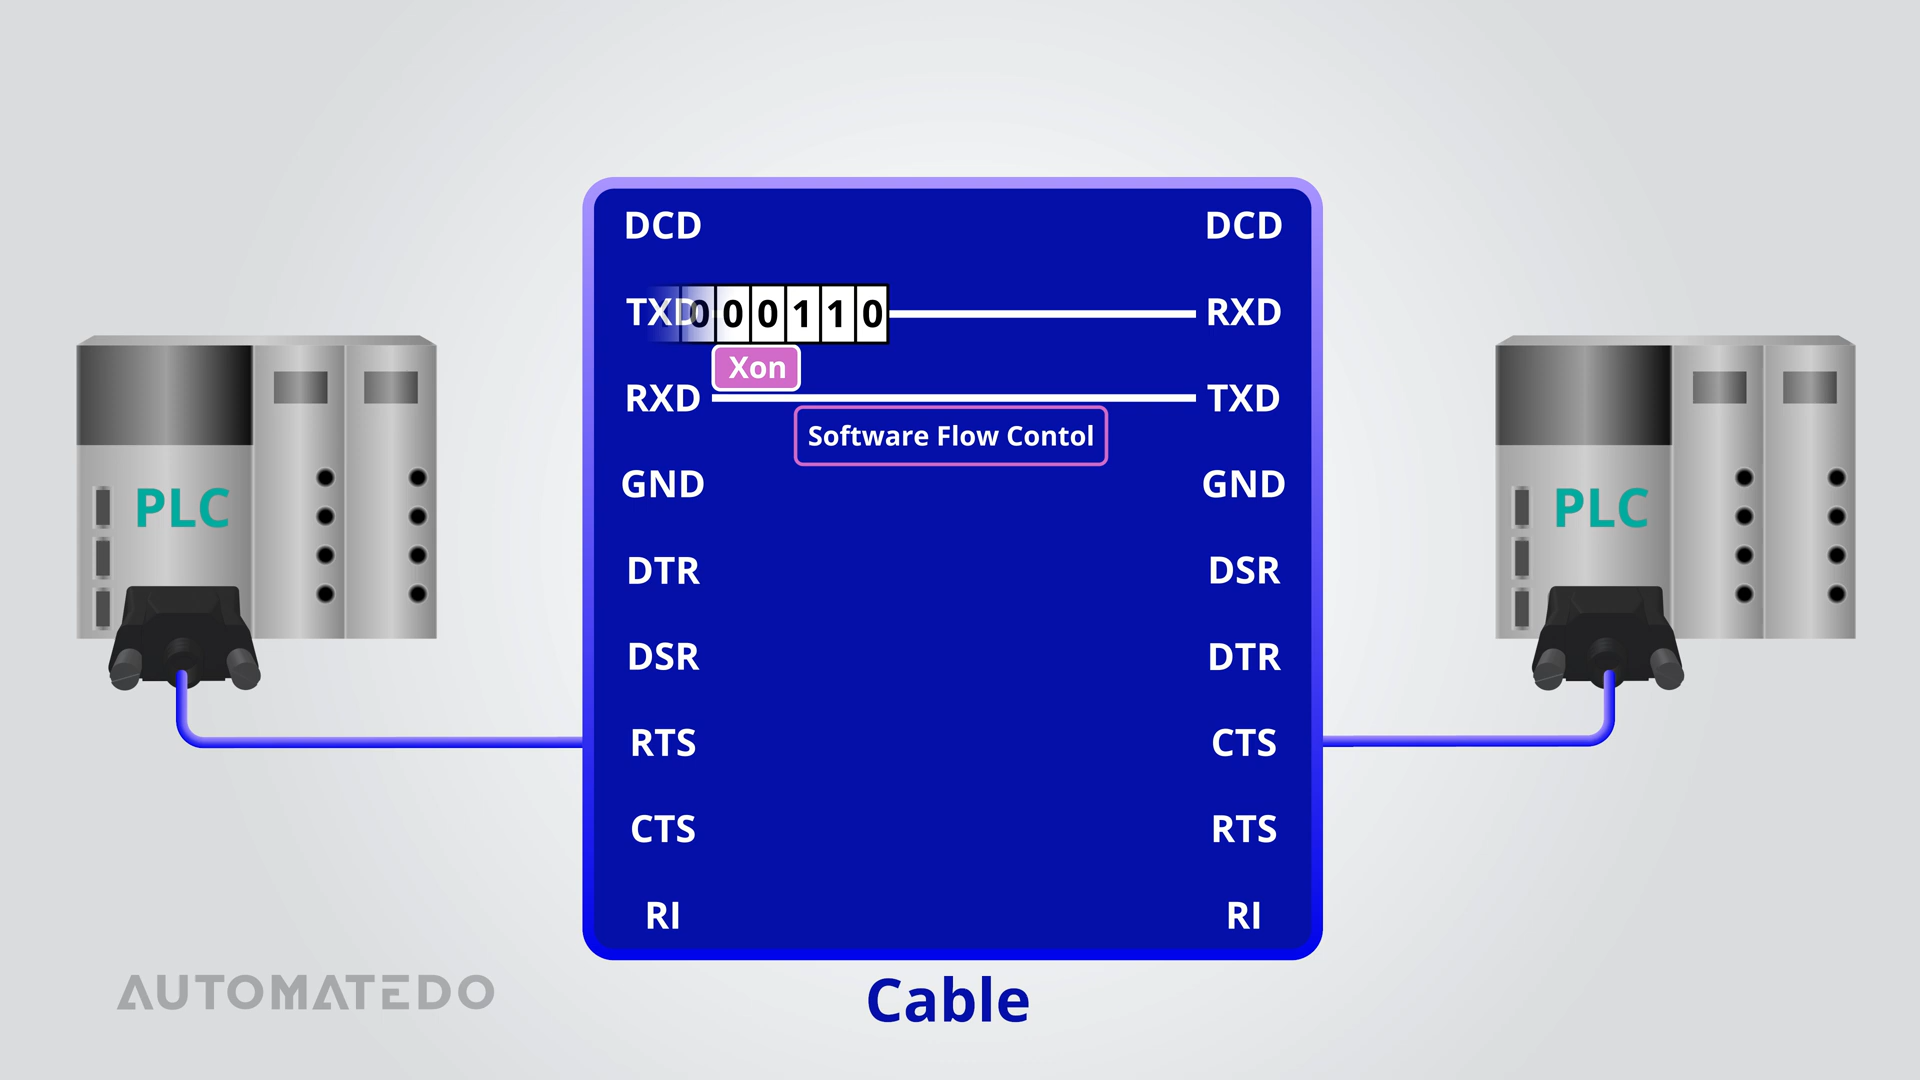 DCD DCD
TXD 0 0 0 1 1 0 RXD
Xon
RXD TXD
Software Flow Contol
GND GND
PLC PLC
DTR DSR
DSR DTR
RTS CTS
CTS RTS
RI RI
AUTOMATEDO
Cable